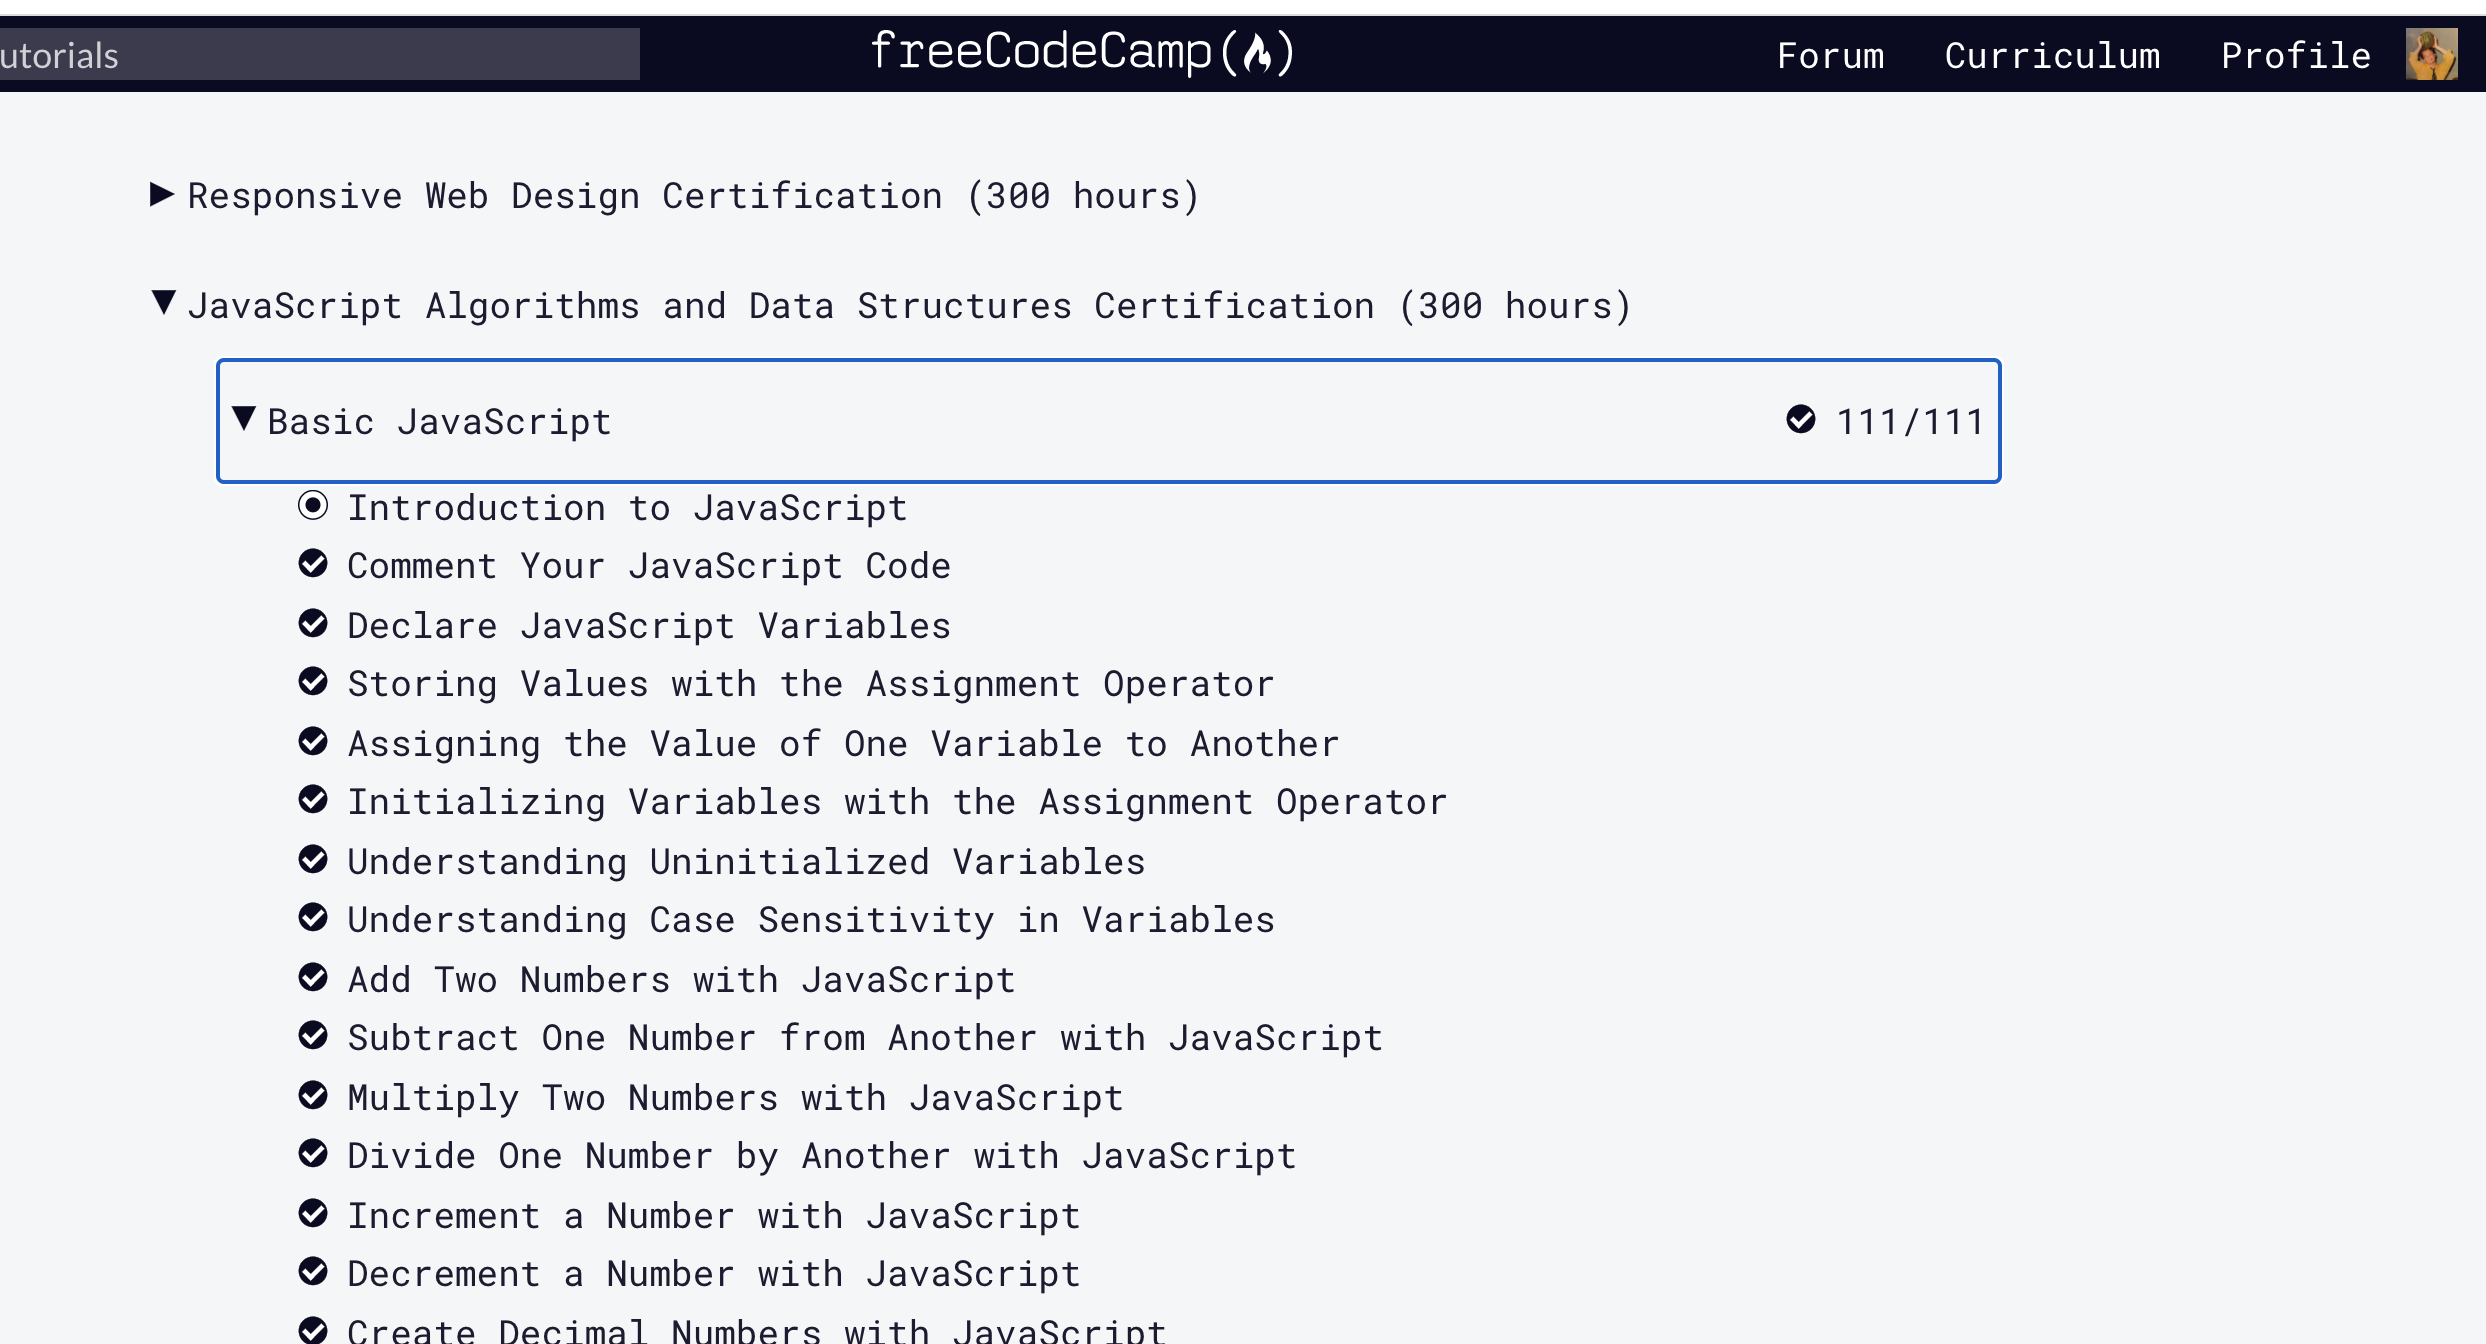 utorials
freeCodeCamp
Forum Curriculum Profile
Responsive Web Design Certification (300 hours)
JavaScript Algorithms and Data Structures Certification (300 hours)
Basic JavaScript 111/111
Introduction to JavaScript
Comment Your JavaScript Code
Declare JavaScript Variables
Storing Values with the Assignment Operator
Assigning the Value of One Variable to Another
Initializing Variables with the Assignment Operator
Understanding Uninitialized Variables
Understanding Case Sensitivity in Variables
Add Two Numbers with JavaScript
Subtract One Number from Another with JavaScript
Multiply Two Numbers with JavaScript
Divide One Number by Another with JavaScript
Increment a Number with JavaScript
Decrement a Number with JavaScript
Create Decimal Numbers with JavaScript